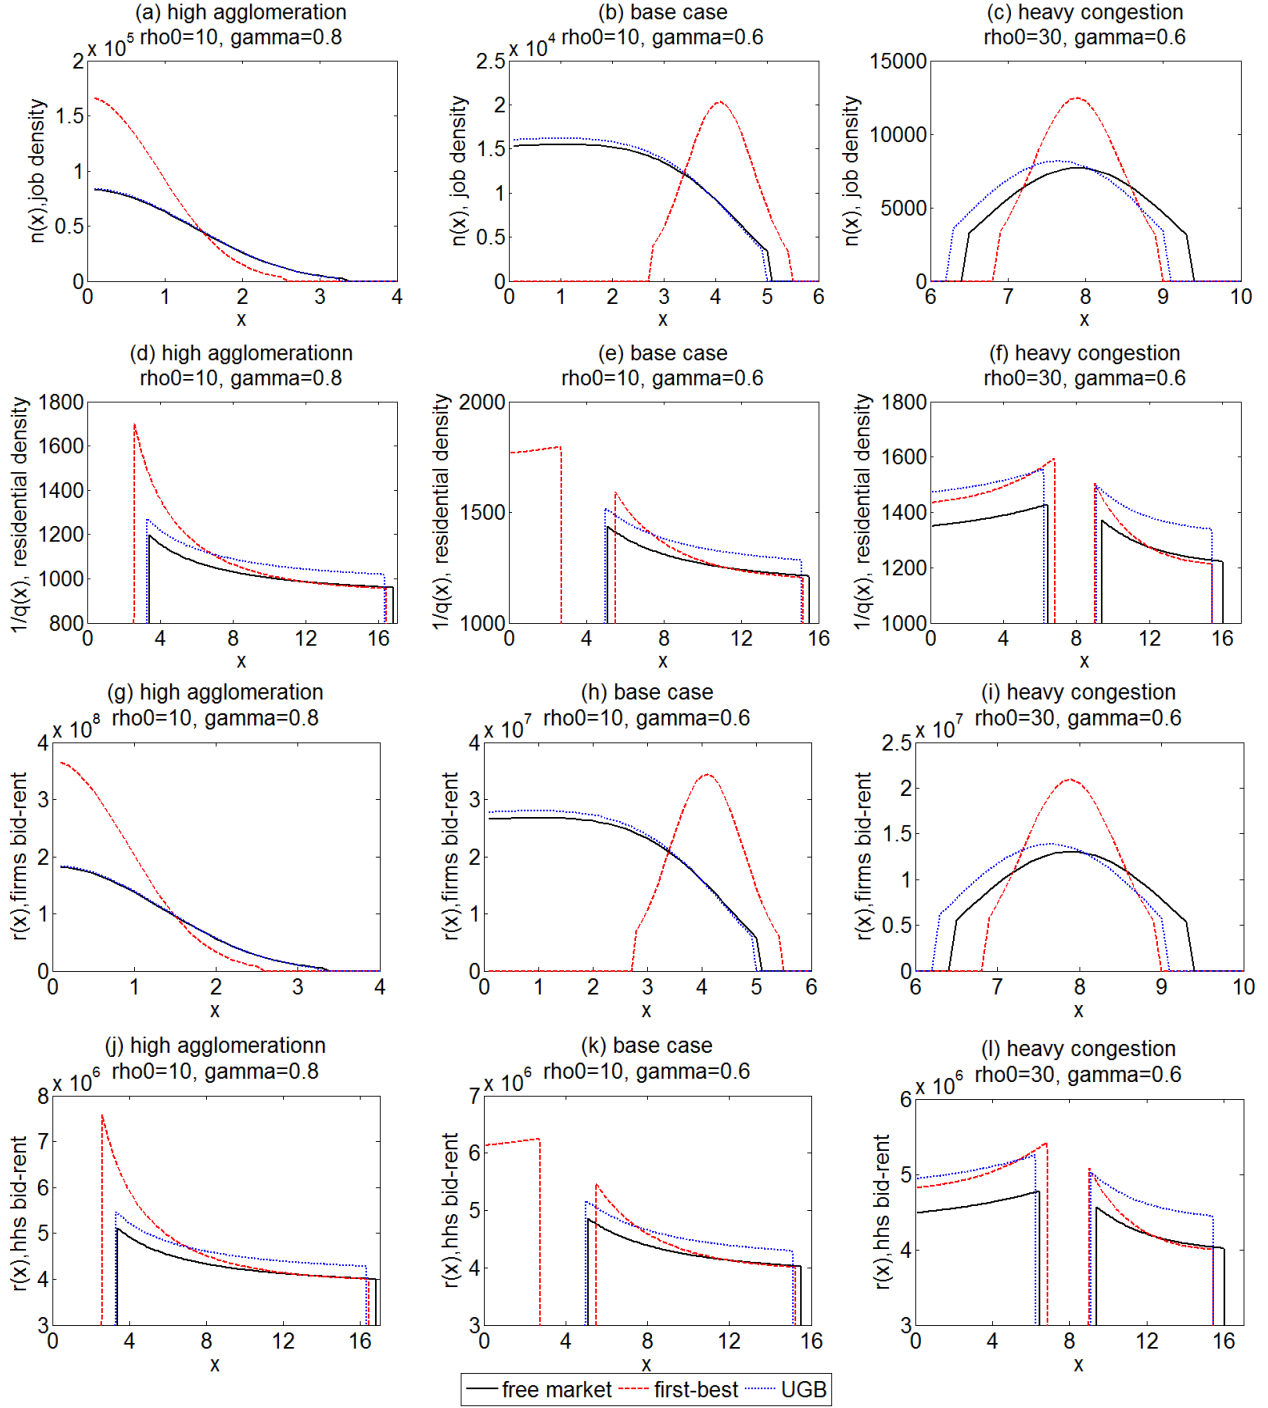 (a) high agglomeration
rho0=10, gamma=0.8
x 10^5
n(x),job density
2
1.5
1
0.5
0
0 1 2 3 4
x
(b) base case
x 10^4 rho0=10, gamma=0.6
n(x), job density
2.5
2
1.5
1
0.5
0
0 1 2 3 4 5 6
x
(c) heavy congestion
rho0=30, gamma=0.6
n(x), job density
15000
10000
5000
0
6 7 8 9 10
x
(d) high agglomerationn
rho0=10, gamma=0.8
1/q(x), residential density
1800
1600
1400
1200
1000
800
0 4 8 12 16
x
(e) base case
rho0=10, gamma=0.6
1/q(x), residential density
2000
1500
1000
0 4 8 12 16
x
(f) heavy congestion
rho0=30, gamma=0.6
1/q(x), residential density
1800
1600
1400
1200
1000
0 4 8 12 16
x
(g) high agglomeration
x 10^8 rho0=10, gamma=0.8
r(x),firms bid-rent
4
3
2
1
0
0 1 2 3 4
x
(h) base case
x 10^7 rho0=10, gamma=0.6
r(x),firms bid-rent
4
3
2
1
0
0 1 2 3 4 5 6
x
(i) heavy congestion
x 10^7 rho0=30, gamma=0.6
r(x),firms bid-rent
2.5
2
1.5
1
0.5
0
6 7 8 9 10
x
(j) high agglomerationn
x 10^6 rho0=10, gamma=0.8
r(x),hhs bid-rent
8
7
6
5
4
3
0 4 8 12 16
x
(k) base case
x 10^6 rho0=10, gamma=0.6
r(x),hhs bid-rent
7
6
5
4
3
0 4 8 12 16
x
(l) heavy congestion
x 10^6 rho0=30, gamma=0.6
r(x),hhs bid-rent
6
5
4
3
0 4 8 12 16
x
free market first-best UGB